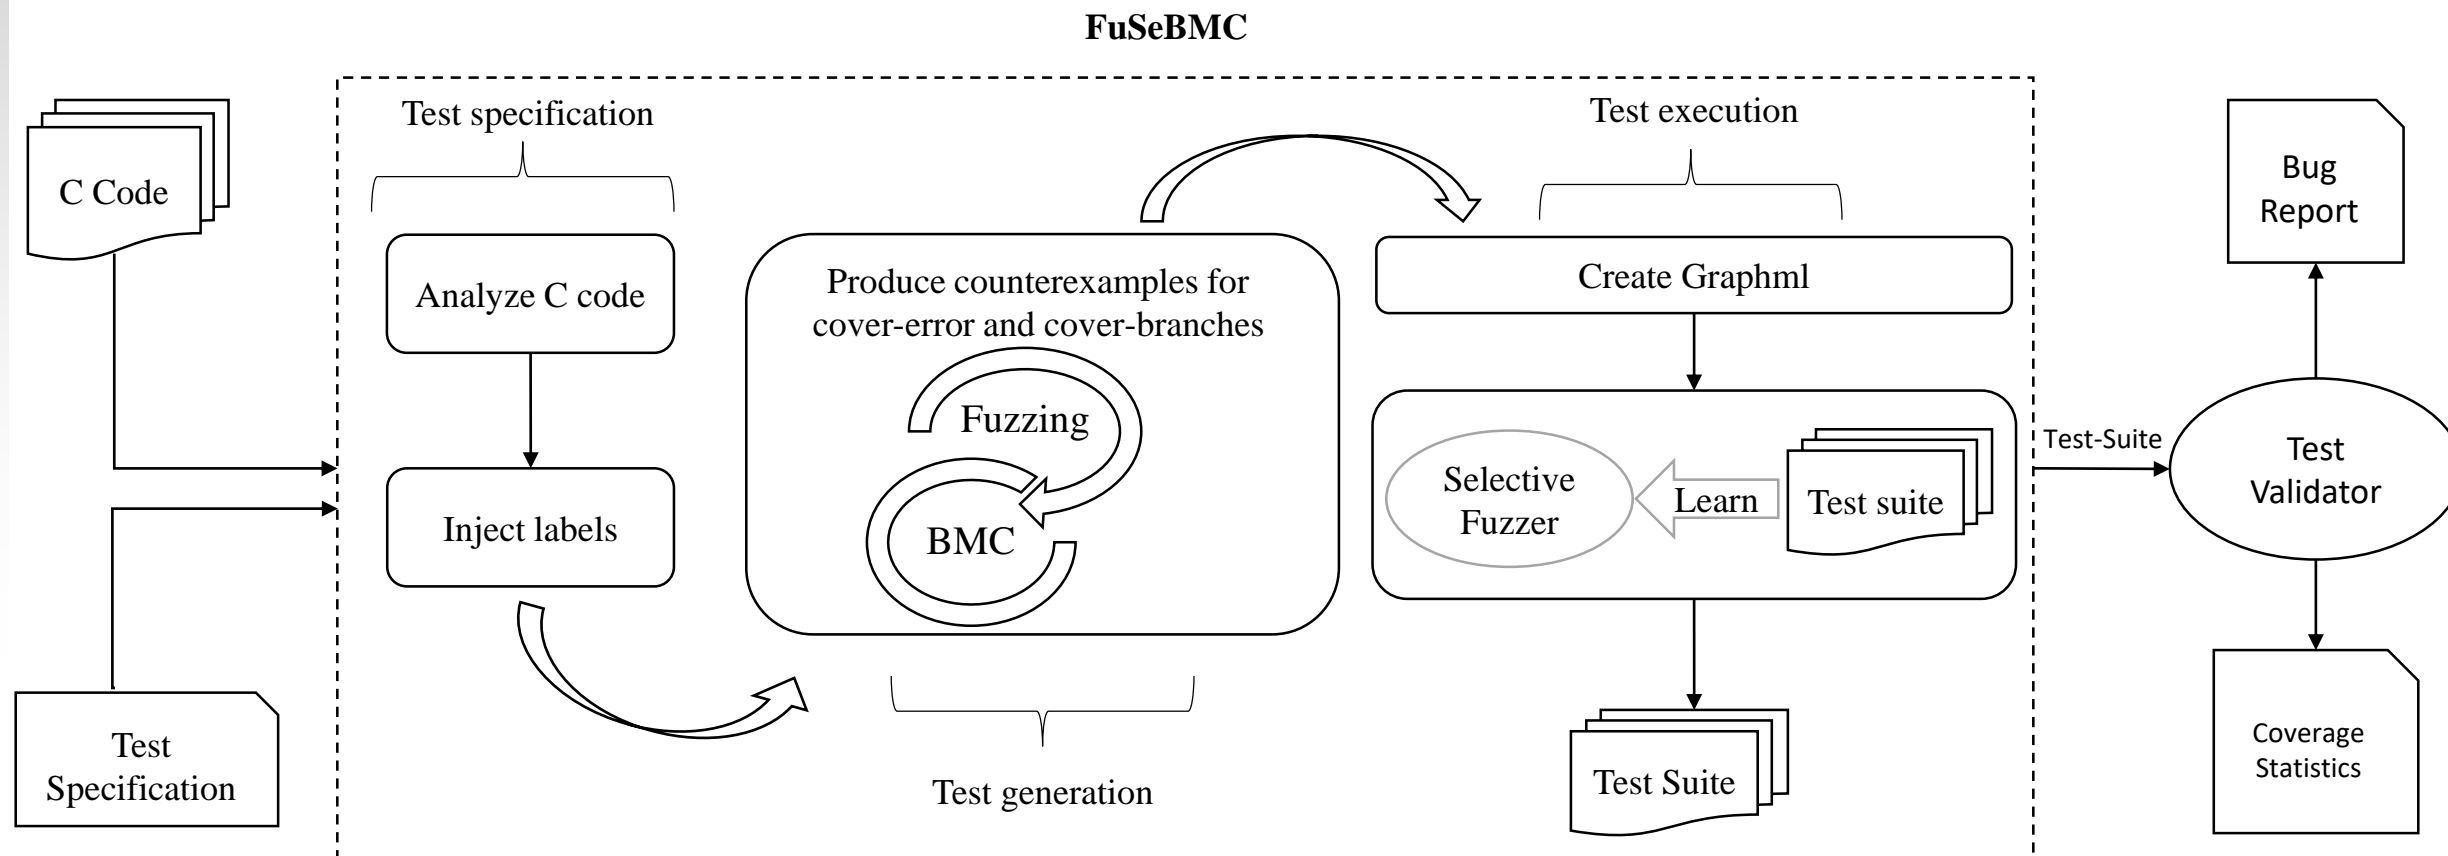 FuSeBMC
C Code
Test
Specification
Test specification
Analyze C code
Inject labels
Produce counterexamples for
cover-error and cover-branches
Fuzzing
BMC
Test generation
Test execution
Create Graphml
Selective
Fuzzer
Learn
Test suite
Test Suite
Test-Suite
Test
Validator
Bug
Report
Coverage
Statistics